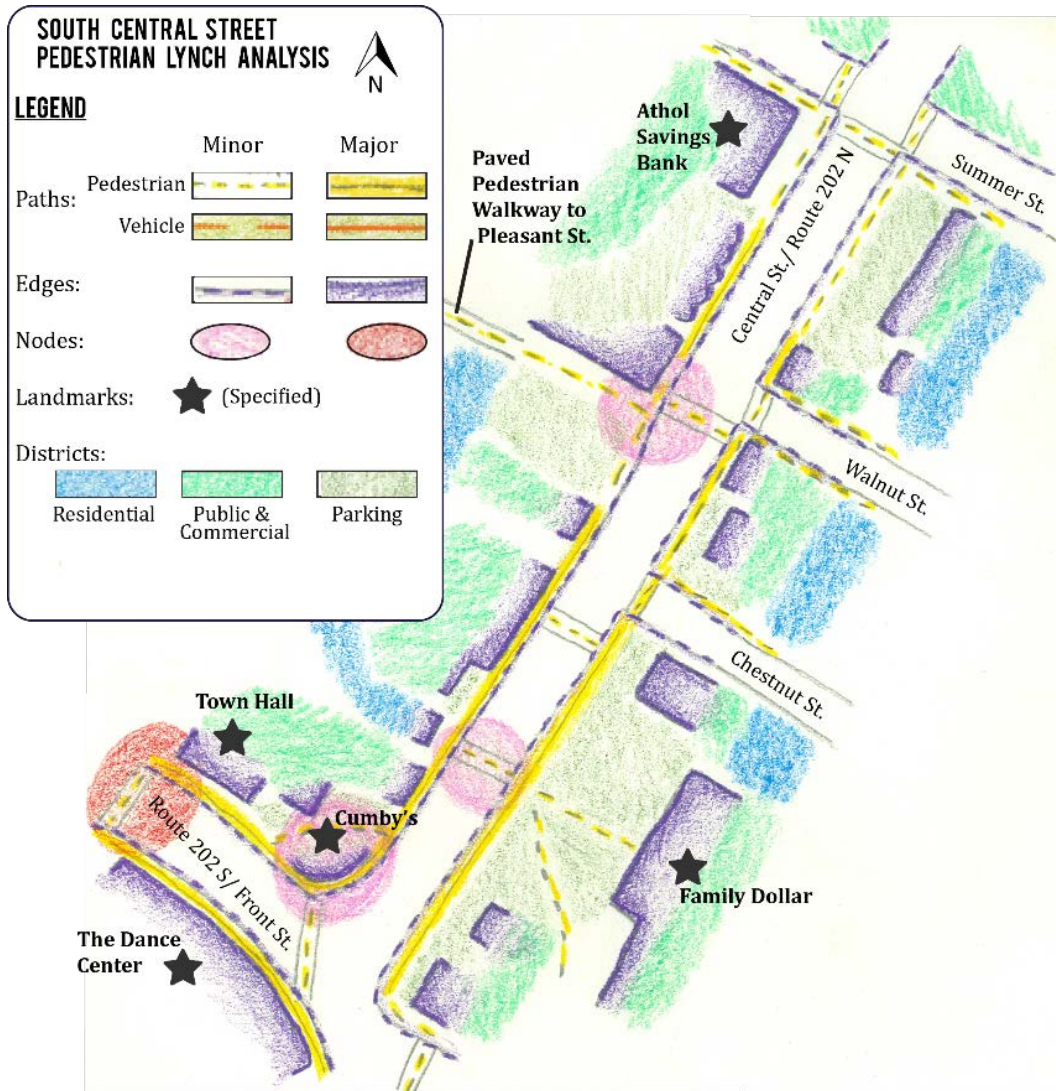 SOUTH CENTRAL STREET
PEDESTRIAN LYNCH ANALYSIS
N
LEGEND
Minor
Major
Paths:
Pedestrian
Vehicle
Edges:
Nodes:
Landmarks:
(Specified)
Districts:
Residential
Public &
Commercial
Parking
Athol
Savings
Bank
Paved
Pedestrian
Walkway to
Pleasant St.
Central St./ Route 202 N
Summer St.
Walnut St.
Chestnut St.
Town Hall
Cumby's
Route 202 S/ Front St.
Family Dollar
The Dance
Center